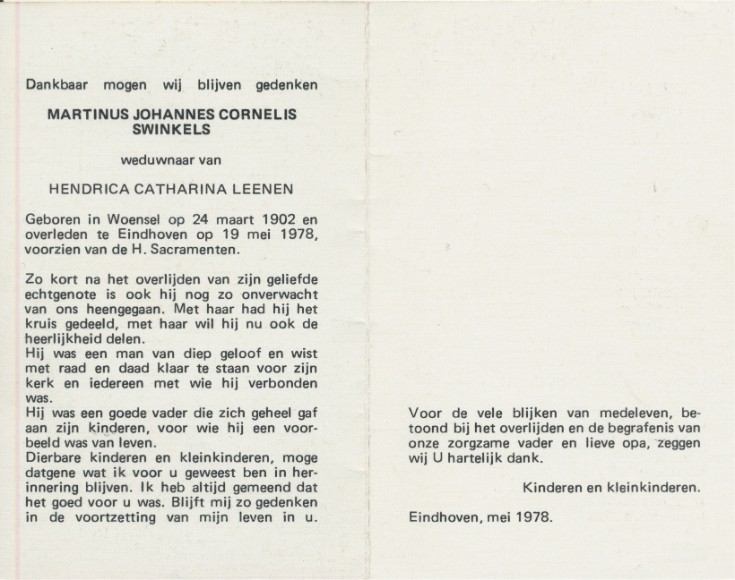 Dankbaar mogen wij blijven gedenken
MARTINUS JOHANNES CORNELIS
SWINKELS
weduwnaar van
HENDRICA CATHARINA LEENEN
Geboren in Woensel op 24 maart 1902 en
overleden te Eindhoven op 19 mei 1978,
voorzien van de H. Sacramenten.
Zo kort na het overlijden van zijn geliefde
echtgenote is ook hij nog zo onverwacht
van ons heengegaan. Met haar had hij het
kruis gedeeld, met haar wil hij nu ook de
heerlijkheid delen.
Hij was een man van diep geloof en wist
met raad en daad klaar te staan voor zijn
kerk en iedereen met wie hij verbonden
was.
Hij was een goede vader die zich geheel gaf
aan zijn kinderen, voor wie hij een voor-
beeld was van leven.
Dierbare kinderen en kleinkinderen, moge
datgene wat ik voor u geweest ben in her-
innering blijven. Ik heb altijd gemeend dat
het goed voor u was. Blijft mij zo gedenken
in de voortzetting van mijn leven in u.
Voor de vele blijken van medeleven, be-
toond bij het overlijden en de begrafenis van
onze zorgzame vader en lieve opa, zeggen
wij U hartelijk dank.
Kinderen en kleinkinderen.
Eindhoven, mei 1978.